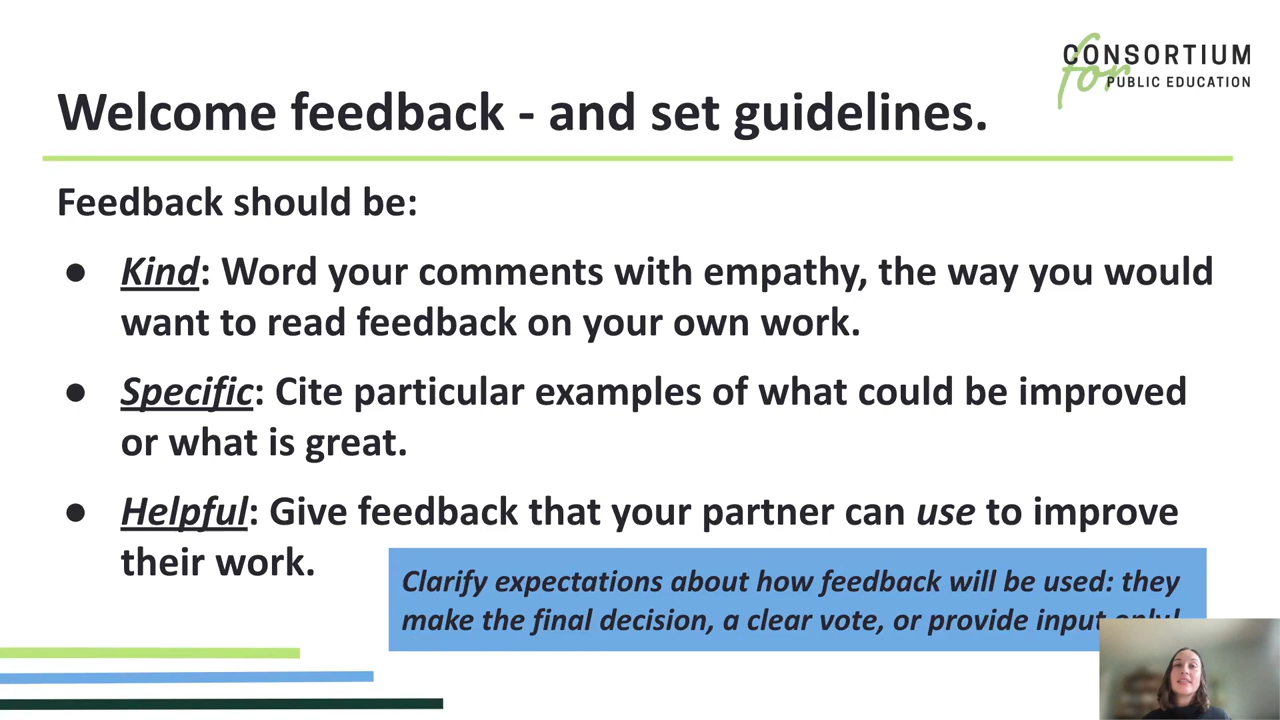 CONSORTIUM
for PUBLIC EDUCATION
Welcome feedback - and set guidelines.
Feedback should be:
● Kind: Word your comments with empathy, the way you would
want to read feedback on your own work.
● Specific: Cite particular examples of what could be improved
or what is great.
● Helpful: Give feedback that your partner can use to improve
their work.
Clarify expectations about how feedback will be used: they
make the final decision, a clear vote, or provide input only!